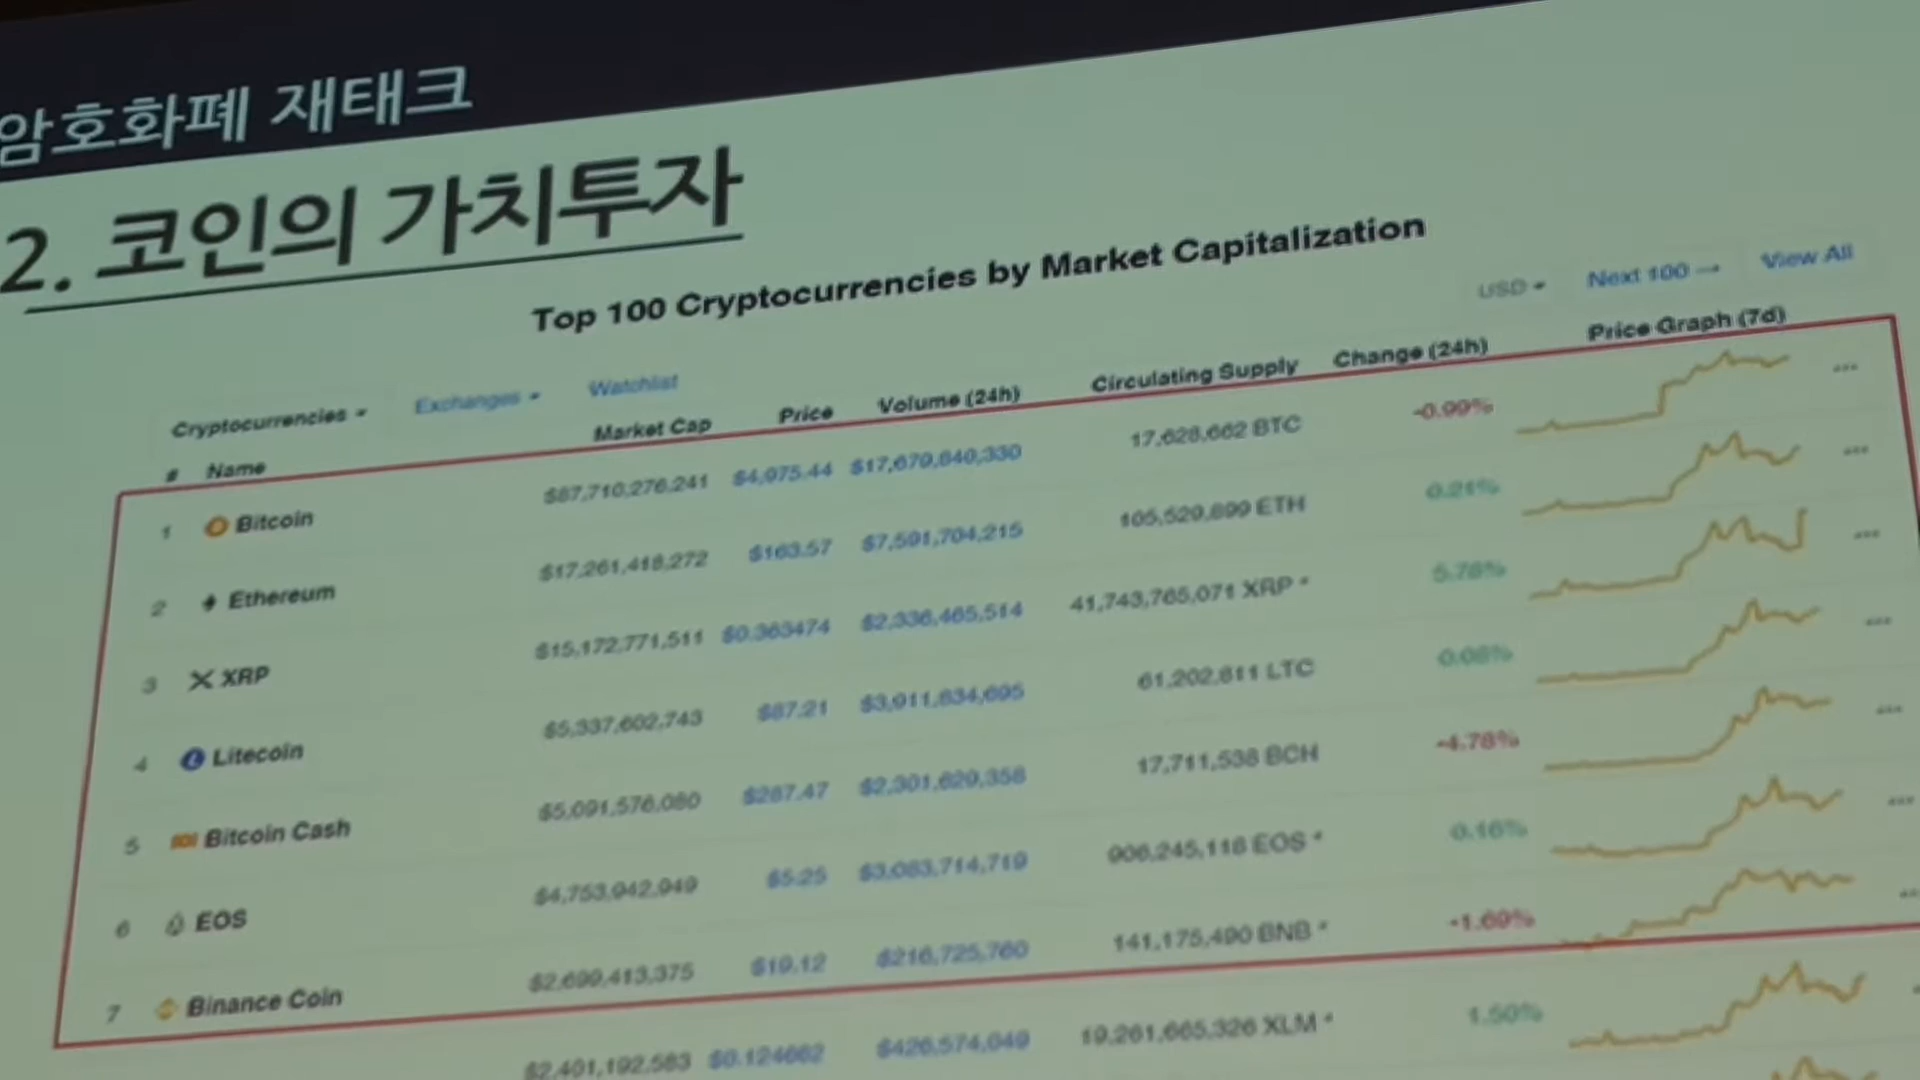 암호화폐 재태크
2. 코인의 가치투자
Top 100 Cryptocurrencies by Market Capitalization
Cryptocurrencies Exchanges Watchlist USD Next 100 → View All
# Name Market Cap Price Volume (24h) Circulating Supply Change (24h) Price Graph (7d)
1 Bitcoin $87,710,276,241 $4,975.44 $17,679,640,330 17,628,662 BTC -0.99%
2 Ethereum $17,261,418,272 $163.57 $7,591,704,215 105,529,899 ETH 0.21%
3 XRP $15,172,771,511 $0.363474 $2,336,465,514 41,743,765,071 XRP * 5.78%
4 Litecoin $5,337,602,743 $87.21 $3,911,634,695 61,202,611 LTC 0.06%
5 Bitcoin Cash $5,091,576,080 $287.47 $2,301,629,358 17,711,538 BCH -4.78%
6 EOS $4,753,942,949 $5.25 $3,083,714,719 906,245,118 EOS * 0.16%
7 Binance Coin $2,699,413,375 $19.12 $216,725,760 141,175,490 BNB * -1.69%
$2,401,192,583 $0.124662 $426,574,049 19,261,665,326 XLM * 1.50%